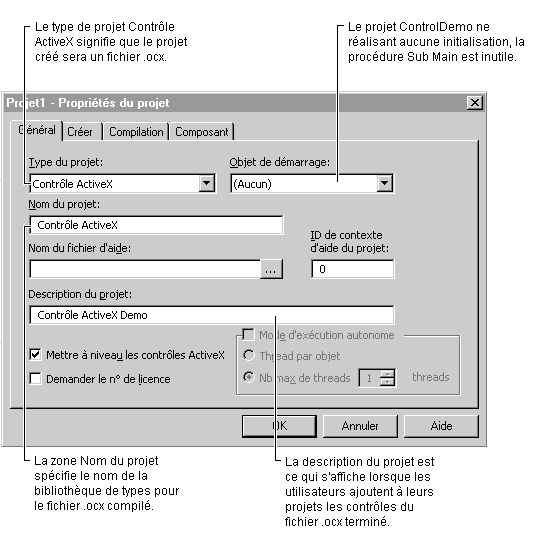 Le type de projet Contrôle
ActiveX signifie que le projet
créé sera un fichier .ocx.
Le projet ControlDemo ne
réalisant aucune initialisation, la
procédure Sub Main est inutile.
Projet1 - Propriétés du projet
Général Créer Compilation Composant
Type du projet: Objet de démarrage:
Contrôle ActiveX (Aucun)
Nom du projet:
Contrôle ActiveX
ID de contexte
Nom du fichier d'aide: d'aide du projet:
... 0
Description du projet:
Contrôle ActiveX Demo
Mode d'exécution autonome
Mettre à niveau les contrôles ActiveX Thread par objet
Demander le n° de licence Nb max de threads 1 threads
OK Annuler Aide
La zone Nom du projet
spécifie le nom de la
bibliothèque de types pour
le fichier .ocx compilé.
La description du projet est
ce qui s'affiche lorsque les
utilisateurs ajoutent à leurs
projets les contrôles du
fichier .ocx terminé.